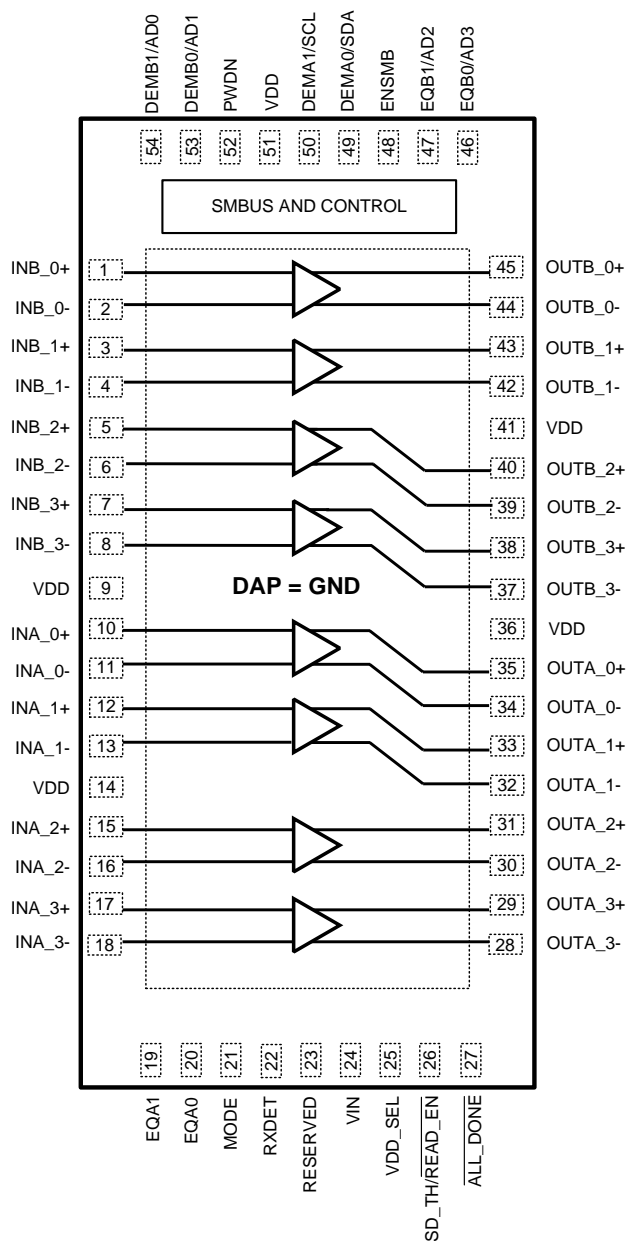 DEMB1/AD0
DEMB0/AD1
PWDN
VDD
DEMA1/SCL
DEMA0/SDA
ENSMB
EQB1/AD2
EQB0/AD3
54
53
52
51
50
49
48
47
46
SMBUS AND CONTROL
INB_0+ 1 45 OUTB_0+
INB_0- 2 44 OUTB_0-
INB_1+ 3 43 OUTB_1+
INB_1- 4 42 OUTB_1-
INB_2+ 5 41 VDD
INB_2- 6 40 OUTB_2+
39 OUTB_2-
INB_3+ 7 38 OUTB_3+
INB_3- 8
VDD 9 DAP = GND 37 OUTB_3-
INA_0+ 10 36 VDD
INA_0- 11 35 OUTA_0+
INA_1+ 12 34 OUTA_0-
INA_1- 13 33 OUTA_1+
VDD 14 32 OUTA_1-
INA_2+ 15 31 OUTA_2+
INA_2- 16 30 OUTA_2-
INA_3+ 17 29 OUTA_3+
INA_3- 18 28 OUTA_3-
19
20
21
22
23
24
25
26
27
EQA1
EQA0
MODE
RXDET
RESERVED
VIN
VDD_SEL
SD_TH/READ_EN
ALL_DONE